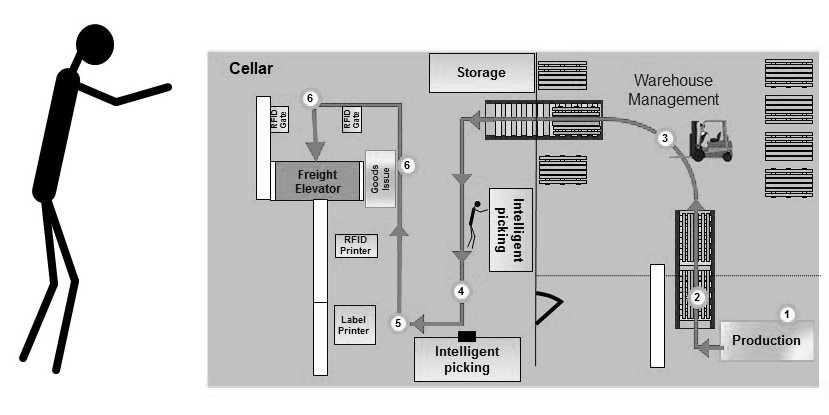 Cellar
Storage
Warehouse
Management
6
RFID
Gate
RFID
Gate
3
6
Freight
Elevator
Goods
Issue
Intelligent
picking
RFID
Printer
4
2
1
Label
Printer
5
Production
Intelligent
picking